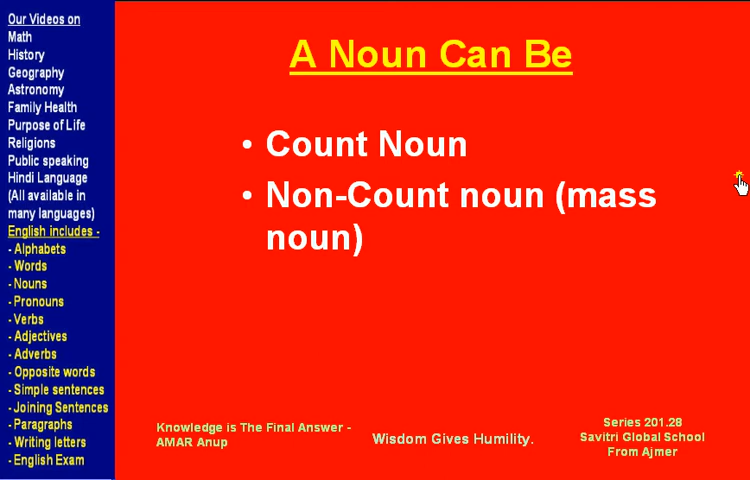 Our Videos on
Math
History
Geography
Astronomy
Family Health
Purpose of Life
Religions
Public speaking
Hindi Language
(All available in
many languages)
English includes -
- Alphabets
- Words
- Nouns
- Pronouns
- Verbs
- Adjectives
- Adverbs
- Opposite words
- Simple sentences
- Joining Sentences
- Paragraphs
- Writing letters
- English Exam
A Noun Can Be
• Count Noun
• Non-Count noun (mass
noun)
Knowledge is The Final Answer -
AMAR Anup
Wisdom Gives Humility.
Series 201.28
Savitri Global School
From Ajmer